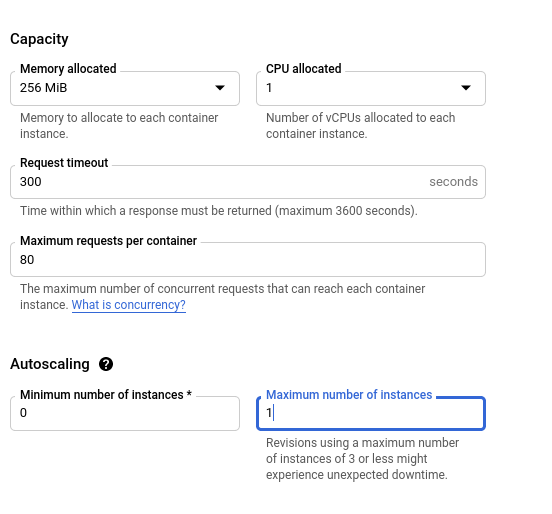 Capacity
Memory allocated
CPU allocated
256 MiB
1
Memory to allocate to each container
instance.
Number of vCPUs allocated to each
container instance.
Request timeout
300
seconds
Time within which a response must be returned (maximum 3600 seconds).
Maximum requests per container
80
The maximum number of concurrent requests that can reach each container
instance. What is concurrency?
Autoscaling ?
Minimum number of instances *
Maximum number of instances
0
1
Revisions using a maximum number
of instances of 3 or less might
experience unexpected downtime.